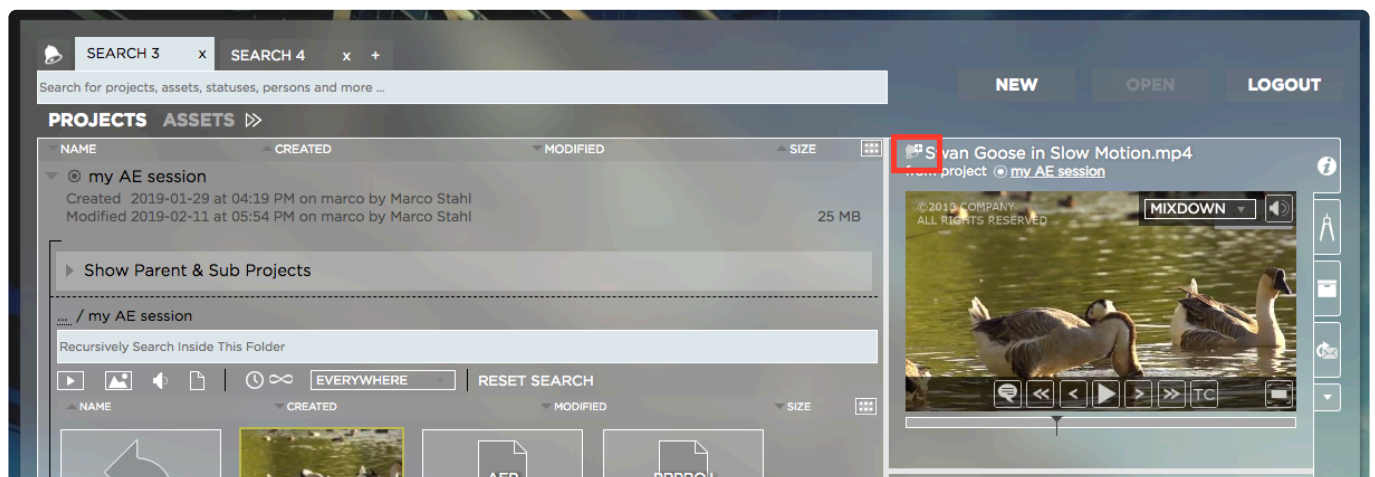 SEARCH 3 x SEARCH 4 x +
Search for projects, assets, statuses, persons and more ...
NEW OPEN LOGOUT
PROJECTS ASSETS
NAME CREATED MODIFIED SIZE
my AE session
Created 2019-01-29 at 04:19 PM on marco by Marco Stahl
Modified 2019-02-11 at 05:54 PM on marco by Marco Stahl 25 MB
Show Parent & Sub Projects
... / my AE session
Recursively Search Inside This Folder
EVERYWHERE RESET SEARCH
NAME CREATED MODIFIED SIZE
AEP PRPROJ
Swan Goose in Slow Motion.mp4
from project my AE session
©2018 COMPANY
ALL RIGHTS RESERVED
MIXDOWN
i
<< < > >> TC